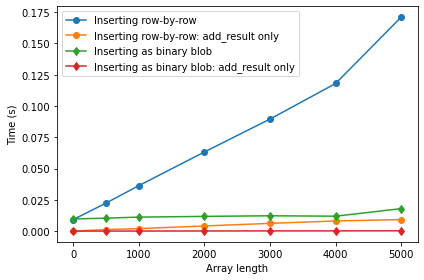 Inserting row-by-row
Inserting row-by-row: add_result only
Inserting as binary blob
Inserting as binary blob: add_result only
Time (s)
0.175
0.150
0.125
0.100
0.075
0.050
0.025
0.000
0
1000
2000
3000
4000
5000
Array length